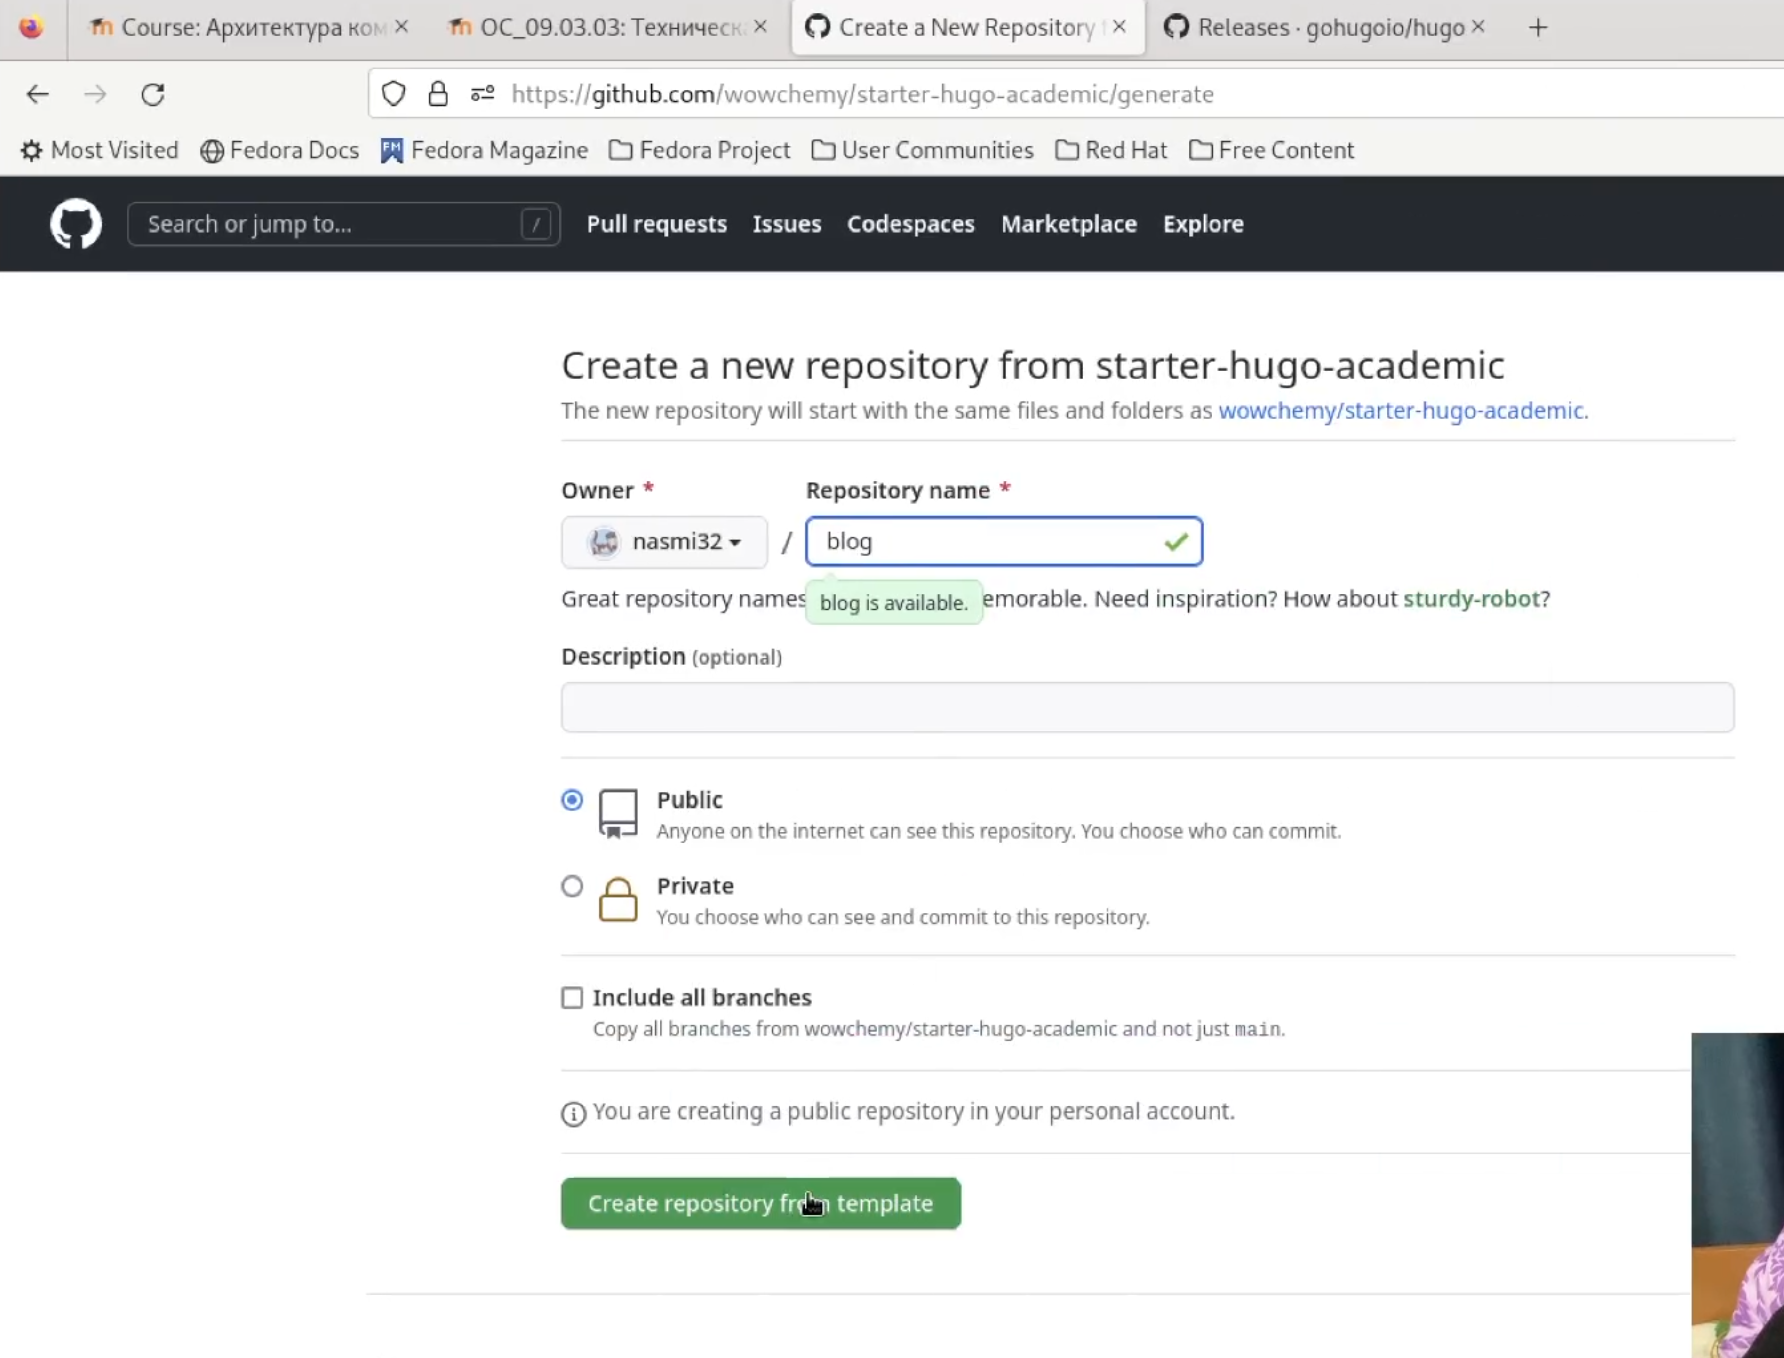 Course: Архитектура ком
ОС_09.03.03: Техническ
Create a New Repository
Releases · gohugoio/hugo
https://github.com/wowchemy/starter-hugo-academic/generate
Most Visited Fedora Docs Fedora Magazine Fedora Project User Communities Red Hat Free Content
Search or jump to... / Pull requests Issues Codespaces Marketplace Explore
Create a new repository from starter-hugo-academic
The new repository will start with the same files and folders as wowchemy/starter-hugo-academic.
Owner * Repository name *
nasmi32 / blog
Great repository names emorable. Need inspiration? How about sturdy-robot?
blog is available.
Description (optional)
Public
Anyone on the internet can see this repository. You choose who can commit.
Private
You choose who can see and commit to this repository.
Include all branches
Copy all branches from wowchemy/starter-hugo-academic and not just main.
You are creating a public repository in your personal account.
Create repository from template